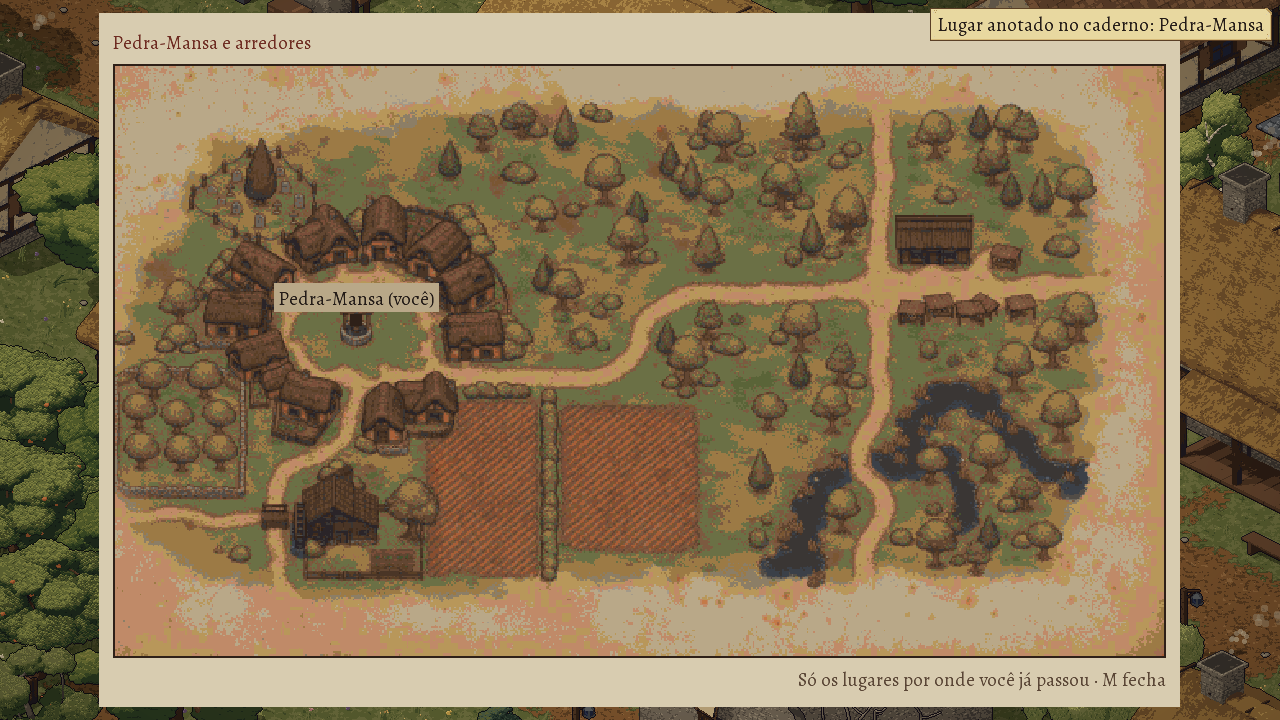 Lugar anotado no caderno: Pedra-Mansa
Pedra-Mansa e arredores
Pedra-Mansa (você)
Só os lugares por onde você já passou · M fecha